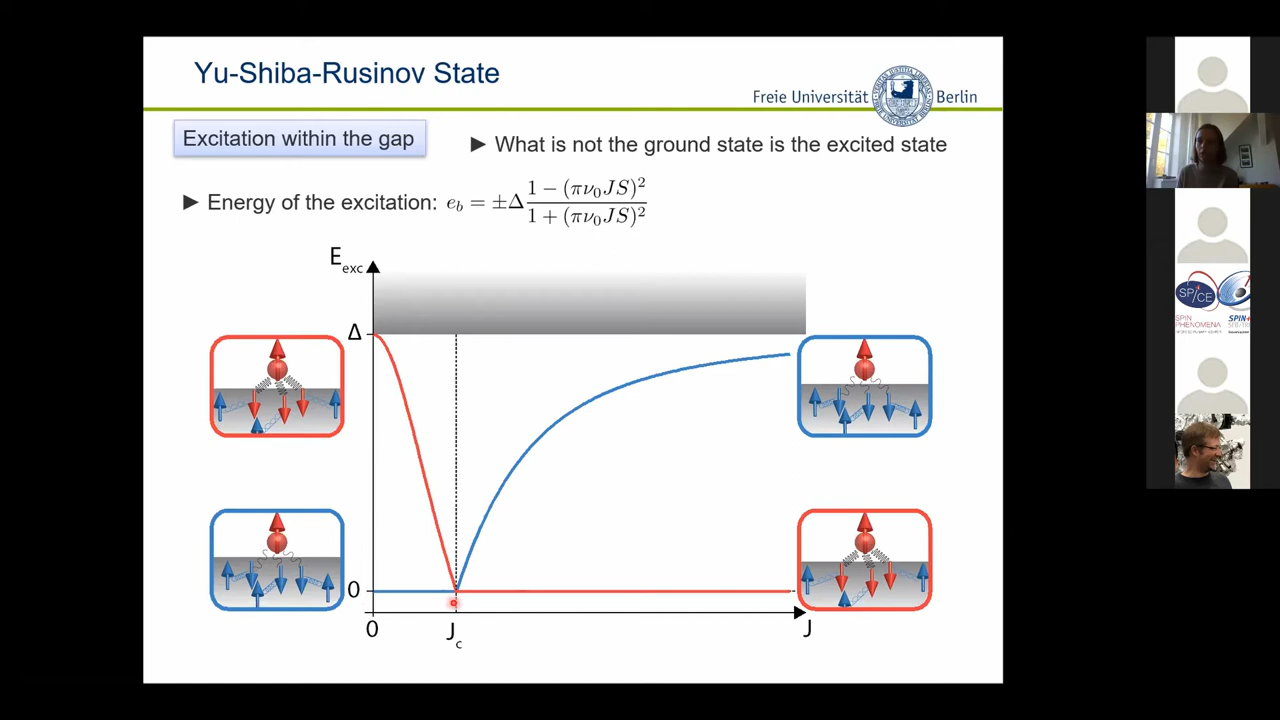 Yu-Shiba-Rusinov State
Freie Universität Berlin
Excitation within the gap
► What is not the ground state is the excited state
► Energy of the excitation: e_b = ±Δ (1 − (πν₀JS)²) / (1 + (πν₀JS)²)
E_exc
Δ
0
0
J_c
J
SPICE
SPIN
PHENOMENA
SPIN+